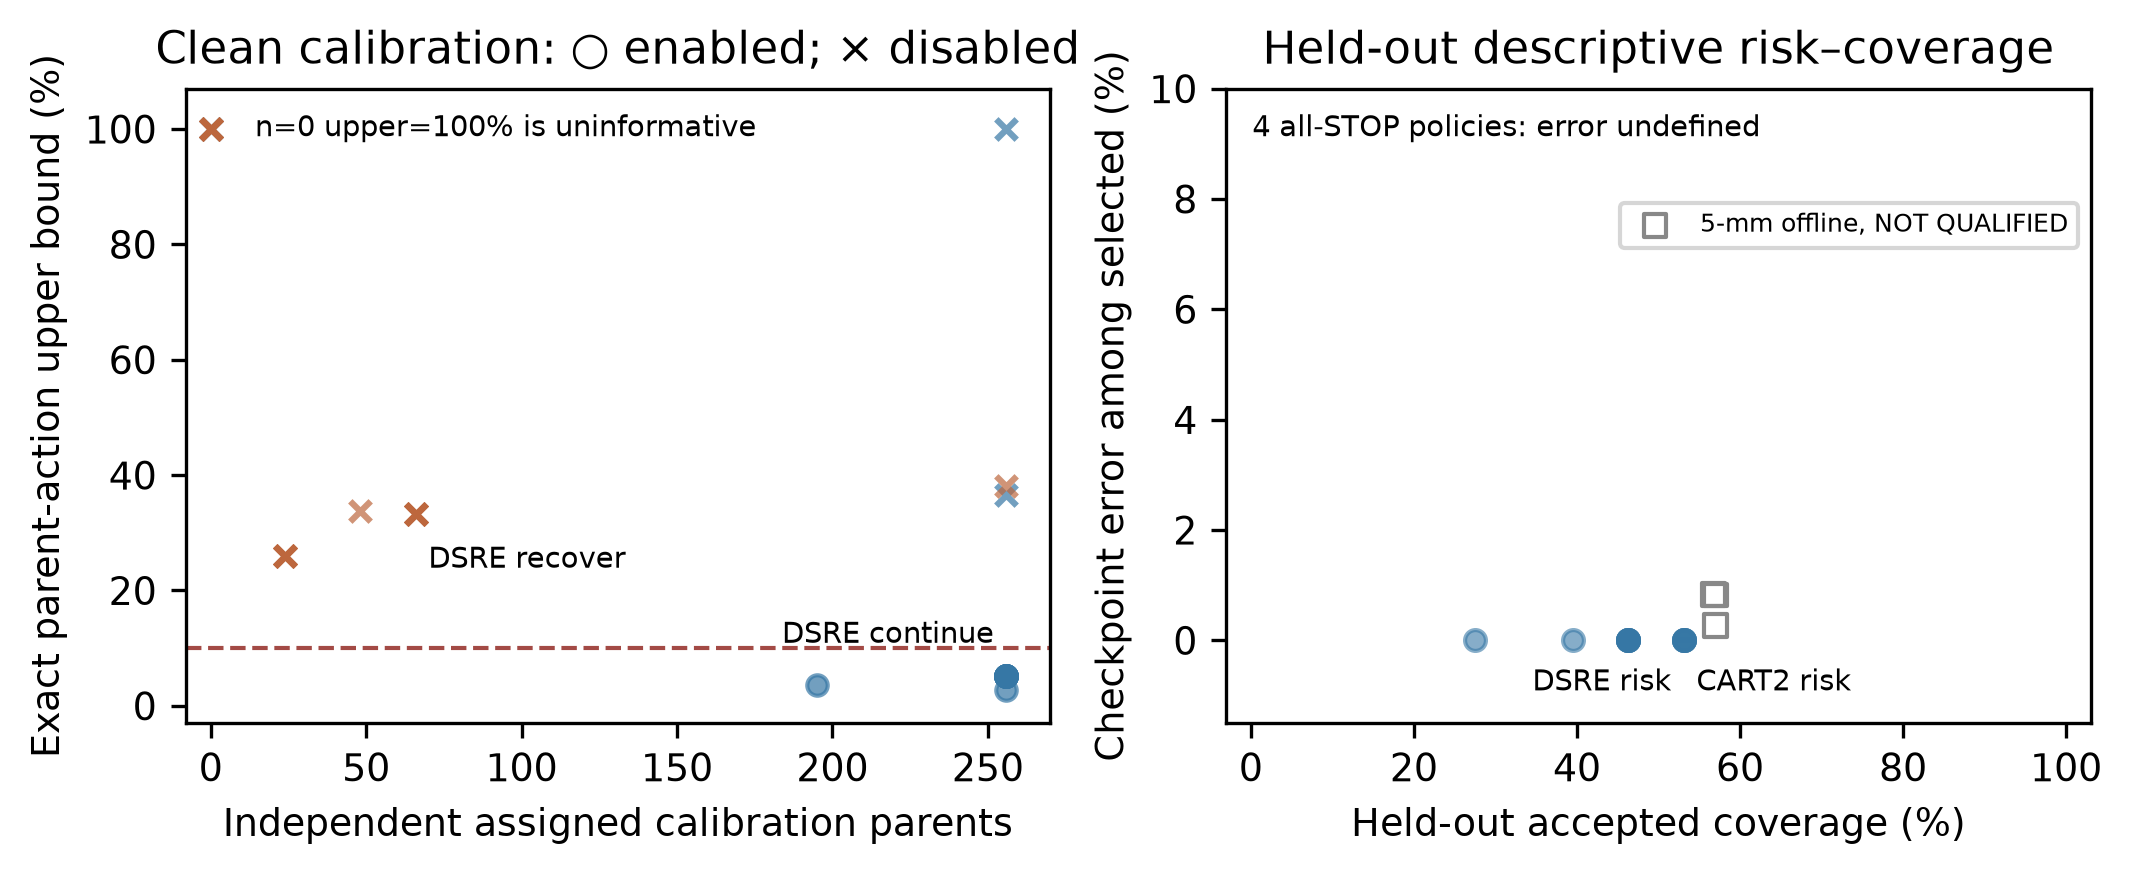 Clean calibration: ○ enabled; × disabled
Exact parent-action upper bound (%)
100
80
60
40
20
0
n=0 upper=100% is uninformative
DSRE recover
DSRE continue
0 50 100 150 200 250
Independent assigned calibration parents
Held-out descriptive risk–coverage
Checkpoint error among selected (%)
10
8
6
4
2
0
4 all-STOP policies: error undefined
5-mm offline, NOT QUALIFIED
DSRE risk CART2 risk
0 20 40 60 80 100
Held-out accepted coverage (%)